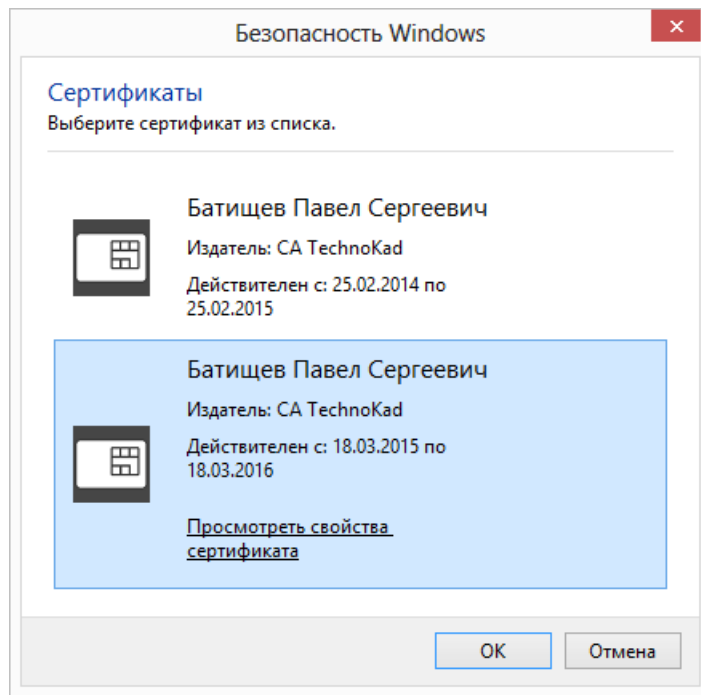 Безопасность Windows
Сертификаты
Выберите сертификат из списка.
Батищев Павел Сергеевич
Издатель: CA TechnoKad
Действителен с: 25.02.2014 по
25.02.2015
Батищев Павел Сергеевич
Издатель: CA TechnoKad
Действителен с: 18.03.2015 по
18.03.2016
Просмотреть свойства
сертификата
ОК
Отмена